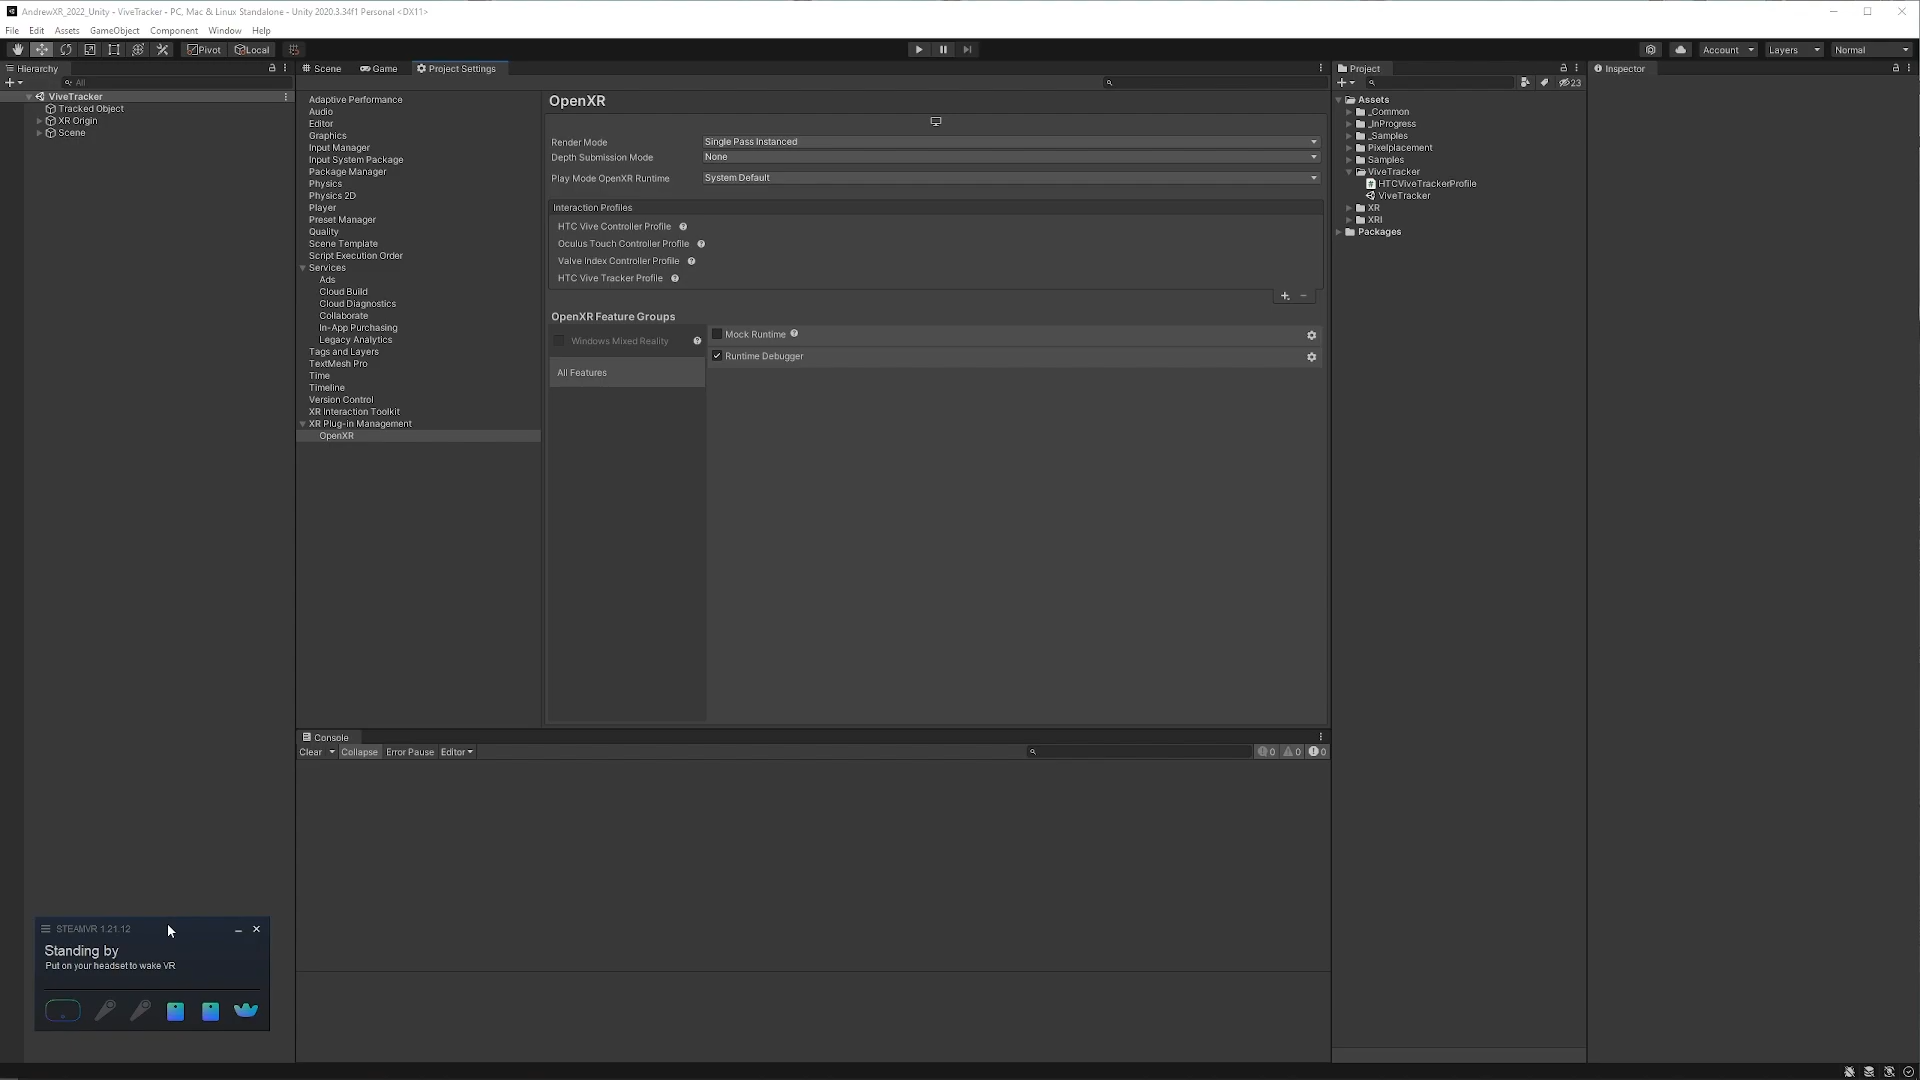 AndrewXR_2022_Unity - ViveTracker - PC, Mac & Linux Standalone - Unity 2020.3.34f1 Personal <DX11>
File Edit Assets GameObject Component Window Help
Pivot Local Account Layers Normal
Hierarchy
All
ViveTracker
Tracked Object
XR Origin
Scene
Scene Game Project Settings
Adaptive Performance
Audio
Editor
Graphics
Input Manager
Input System Package
Package Manager
Physics
Physics 2D
Player
Preset Manager
Quality
Scene Template
Script Execution Order
Services
Ads
Cloud Build
Cloud Diagnostics
Collaborate
In-App Purchasing
Legacy Analytics
Tags and Layers
TextMesh Pro
Time
Timeline
Version Control
XR Interaction Toolkit
XR Plug-in Management
OpenXR
OpenXR
Render Mode Single Pass Instanced
Depth Submission Mode None
Play Mode OpenXR Runtime System Default
Interaction Profiles
HTC Vive Controller Profile
Oculus Touch Controller Profile
Valve Index Controller Profile
HTC Vive Tracker Profile
OpenXR Feature Groups
Windows Mixed Reality
All Features
Mock Runtime
Runtime Debugger
Project
23
Assets
_Common
_InProgress
_Samples
Pixelplacement
Samples
ViveTracker
HTCViveTrackerProfile
ViveTracker
XR
XRI
Packages
Inspector
Console
Clear Collapse Error Pause Editor
0 0 0
STEAMVR 1.21.12
Standing by
Put on your headset to wake VR